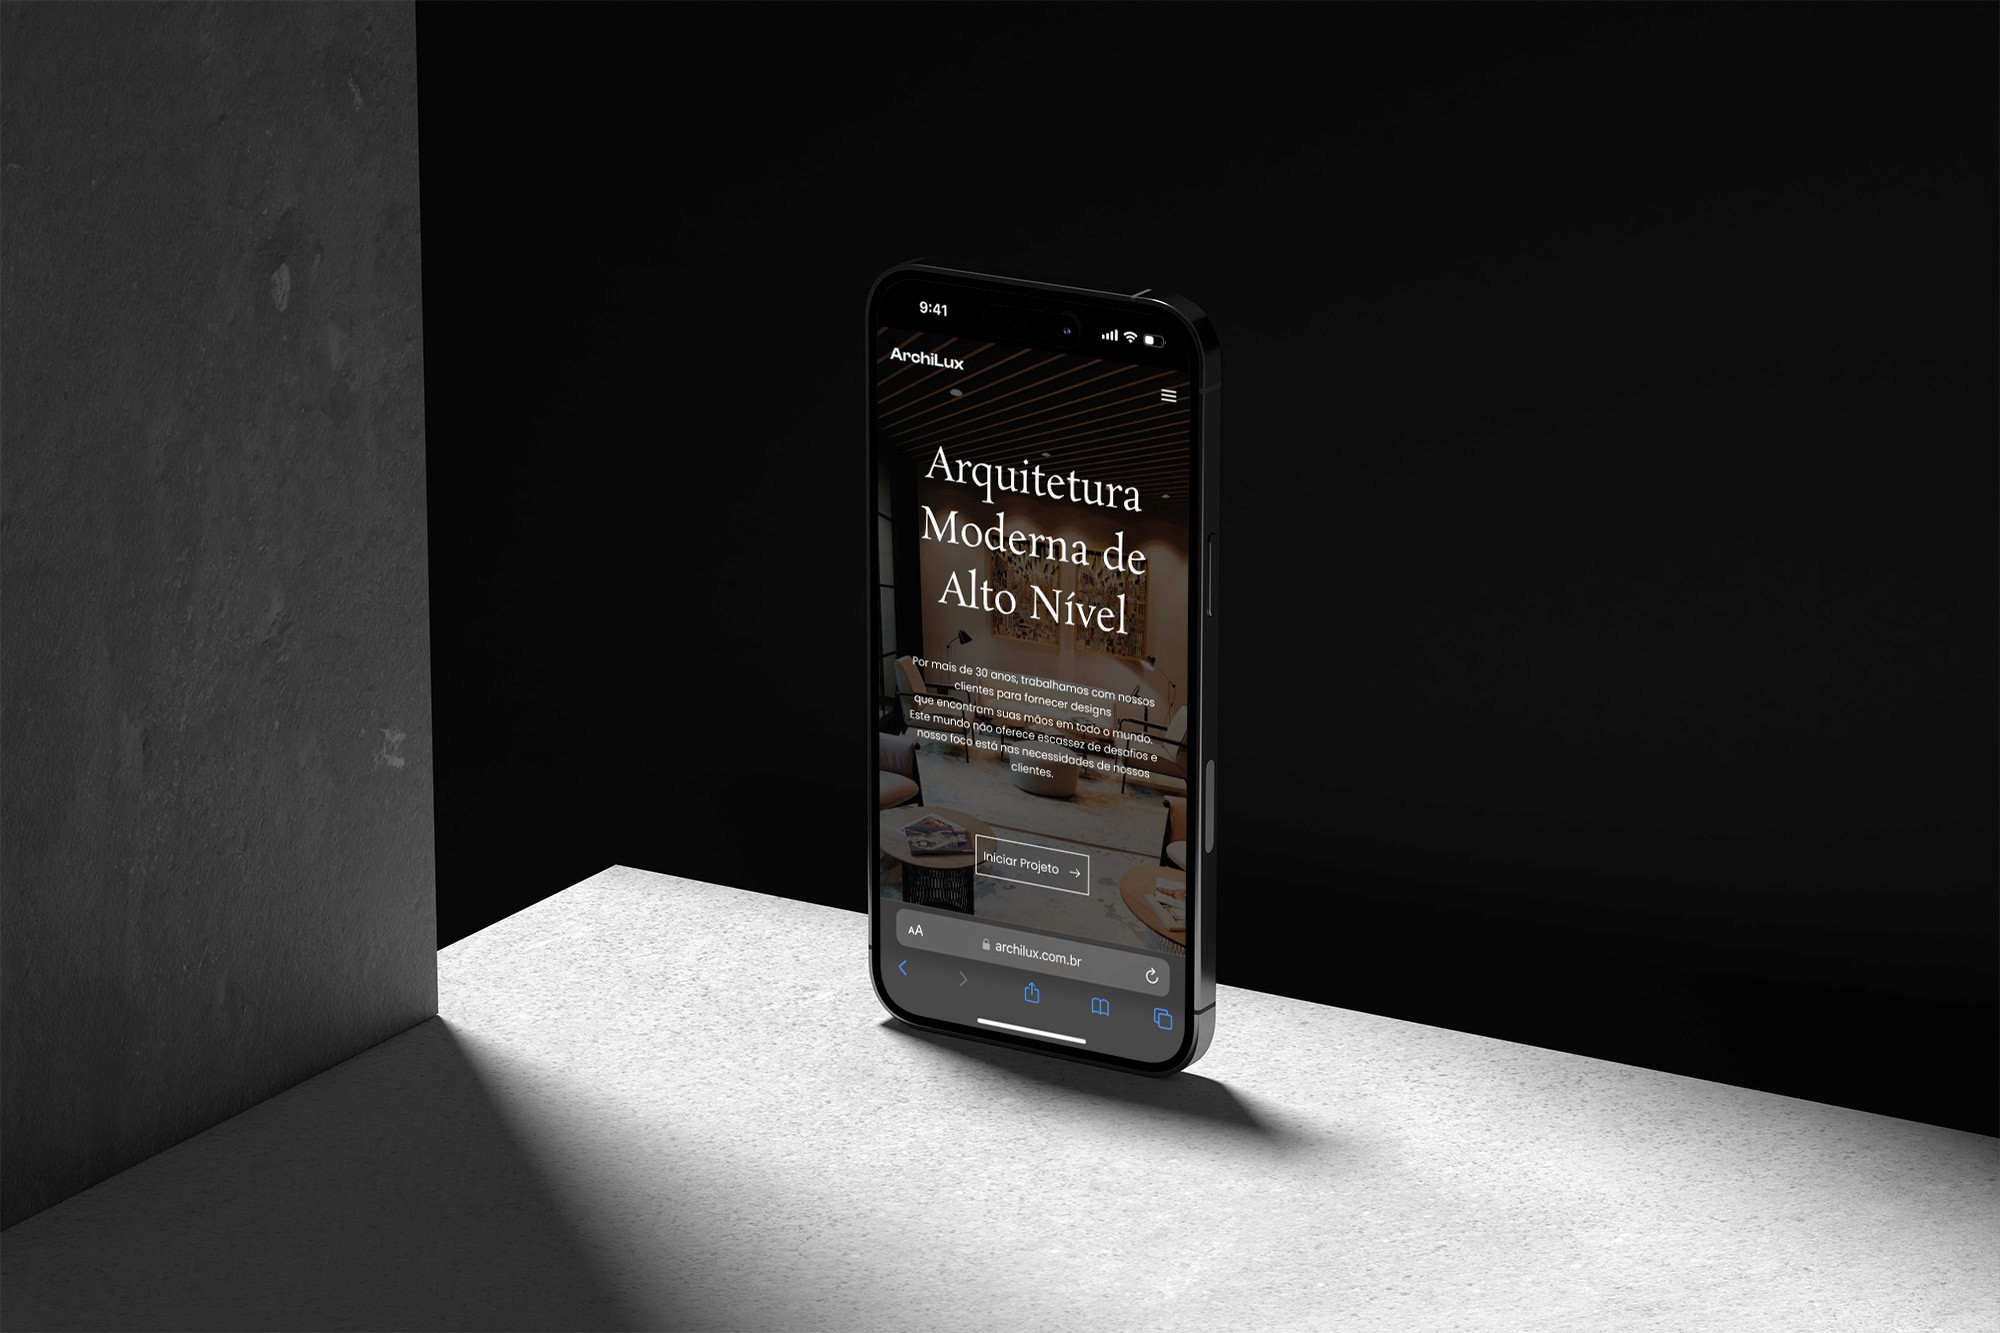 9:41
ArchiLux
Arquitetura
Moderna de
Alto Nível
Por mais de 30 anos, trabalhamos com nossos
clientes para fornecer designs
que encontram suas mãos em todo o mundo.
Este mundo não oferece escassez de desafios e
nosso foco está nas necessidades de nossos
clientes.
Iniciar Projeto →
AA
archilux.com.br